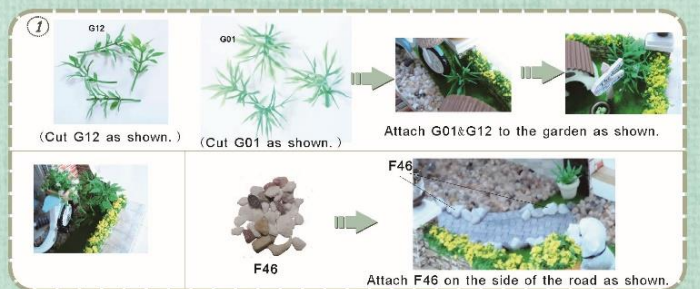 1
G12
(Cut G12 as shown. )
G01
(Cut G01 as shown. )
Attach G01&G12 to the garden as shown.
F46
F46
Attach F46 on the side of the road as shown.